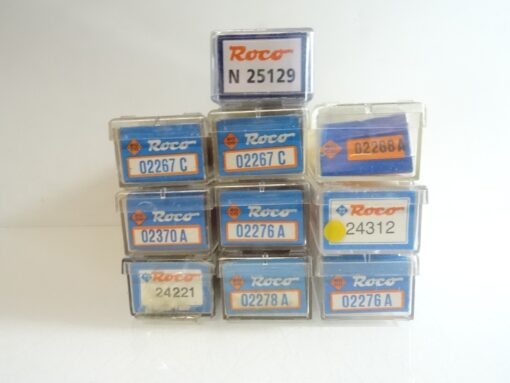 Roco
N 25129
Roco
02267 C
Roco
02267 C
02268 A
Roco
02370 A
Roco
02276 A
Roco
24312
Roco
24221
Roco
02278 A
Roco
02276 A